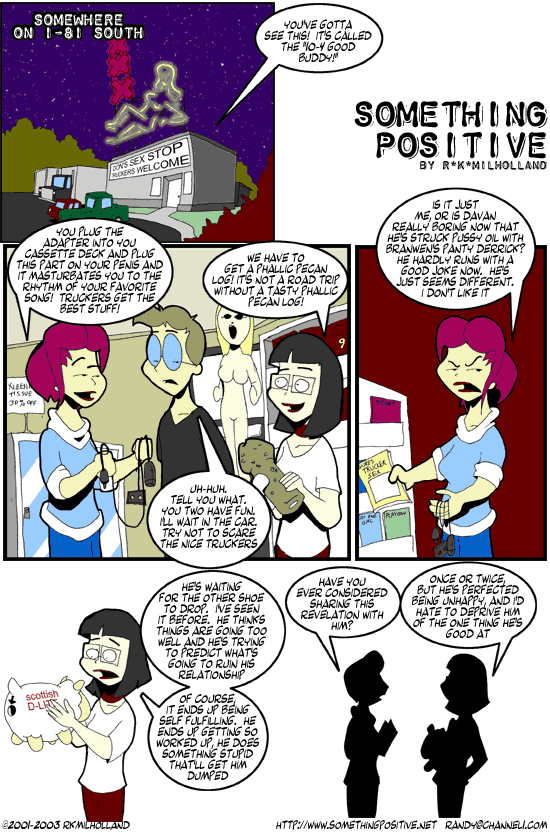 SOMEWHERE
ON I-81 SOUTH
YOU'VE GOTTA
SEE THIS! IT'S CALLED
THE "10-4 GOOD
BUDDY!"
XXX
DON'S SEX STOP
TRUCKERS WELCOME
SOMETHING
POSITIVE
BY R*K*MILHOLLAND
YOU PLUG THE
ADAPTER INTO YOU
CASSETTE DECK AND PLUG
THIS PART ON YOUR PENIS AND
IT MASTURBATES YOU TO THE
RHYTHM OF YOUR FAVORITE
SONG! TRUCKERS GET THE
BEST STUFF!
WE HAVE TO
GET A PHALLIC PECAN
LOG! IT'S NOT A ROAD TRIP
WITHOUT A TASTY PHALLIC
PECAN LOG!
KLEEN
TISSUE
30% OFF
9
UH-HUH.
TELL YOU WHAT.
YOU TWO HAVE FUN.
I'LL WAIT IN THE CAR.
TRY NOT TO SCARE
THE NICE TRUCKERS
IS IT JUST
ME, OR IS DAVAN
REALLY BORING NOW THAT
HE'S STRUCK PUSSY OIL WITH
BRANWEN'S PANTY DERRICK?
HE HARDLY RUNS WITH A
GOOD JOKE NOW. HE'S
JUST SEEMS DIFFERENT.
I DON'T LIKE IT
TRUCKER
SEX
HE'S WAITING
FOR THE OTHER SHOE
TO DROP. I'VE SEEN
IT BEFORE. HE THINKS
THINGS ARE GOING TOO
WELL AND HE'S TRYING
TO PREDICT WHAT'S
GOING TO RUIN HIS
RELATIONSHIP
scottish
OF COURSE,
IT ENDS UP BEING
SELF FULFILLING. HE
ENDS UP GETTING SO
WORKED UP, HE DOES
SOMETHING STUPID
THAT'LL GET HIM
DUMPED
HAVE YOU
EVER CONSIDERED
SHARING THIS
REVELATION WITH
HIM?
ONCE OR TWICE,
BUT HE'S PERFECTED
BEING UNHAPPY, AND I'D
HATE TO DEPRIVE HIM
OF THE ONE THING HE'S
GOOD AT
©2001-2003 RKMILHOLLAND
HTTP://WWW.SOMETHINGPOSITIVE.NET RANDY@CHANNEL1.COM